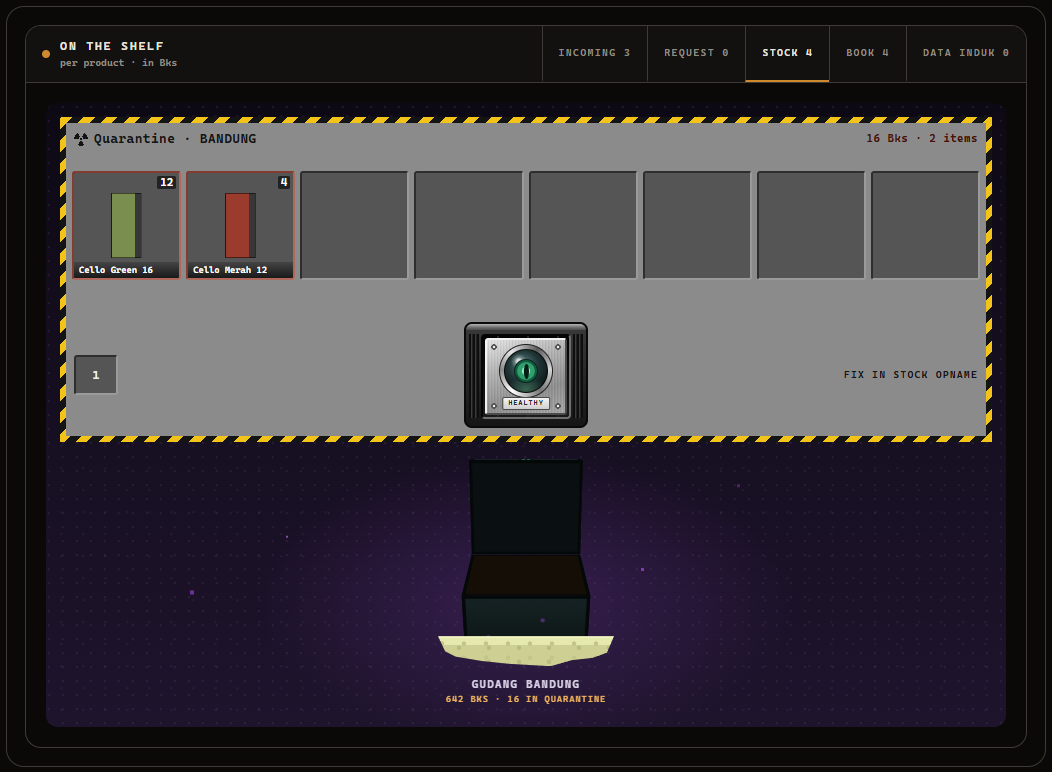 ON THE SHELF
per product · in Bks
INCOMING 3
REQUEST 0
STOCK 4
BOOK 4
DATA INDUK 0
Quarantine · BANDUNG
16 Bks · 2 items
12
Cello Green 16
4
Cello Merah 12
1
HEALTHY
FIX IN STOCK OPNAME
GUDANG BANDUNG
642 BKS · 16 IN QUARANTINE